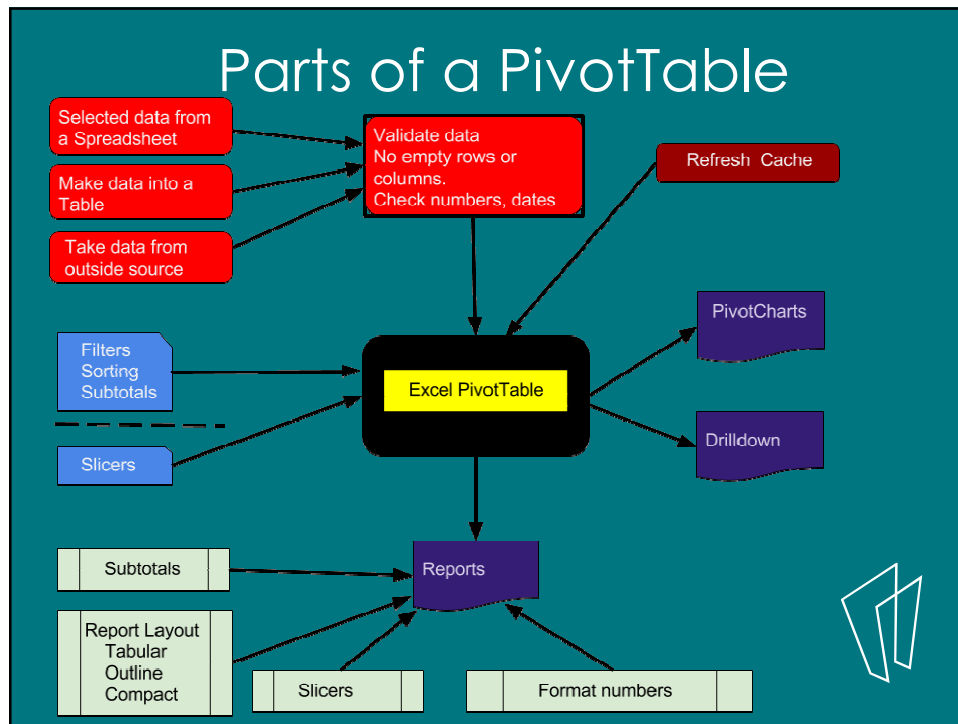 Parts of a PivotTable
Selected data from
a Spreadsheet
Make data into a
Table
Take data from
outside source
Validate data
No empty rows or
columns.
Check numbers, dates
Refresh Cache
Filters
Sorting
Subtotals
Slicers
Excel PivotTable
PivotCharts
Drilldown
Subtotals
Report Layout
Tabular
Outline
Compact
Reports
Slicers
Format numbers